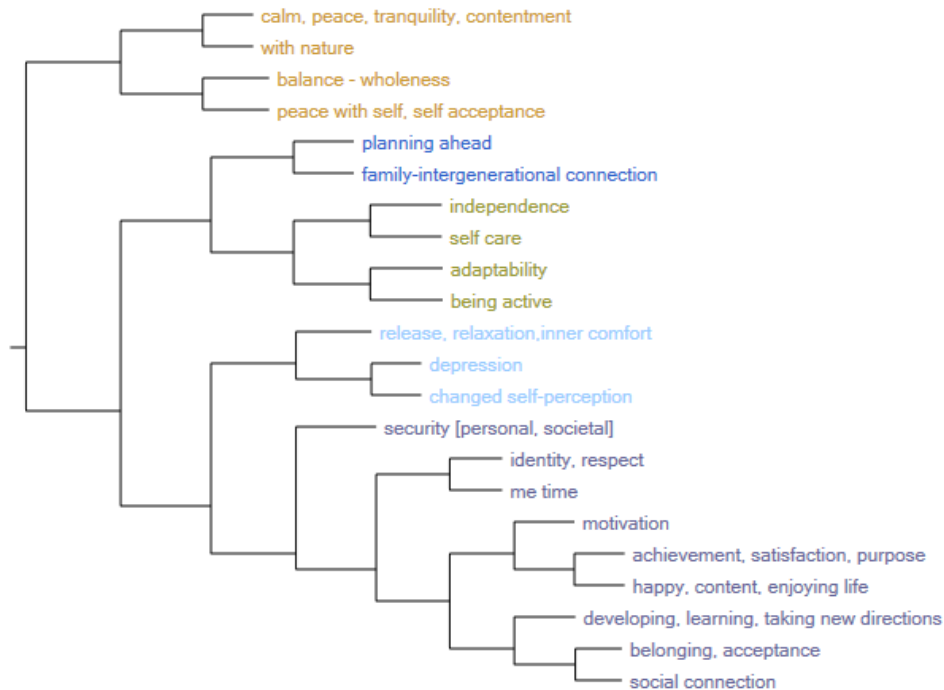 calm, peace, tranquility, contentment
with nature
balance - wholeness
peace with self, self acceptance
planning ahead
family-intergenerational connection
independence
self care
adaptability
being active
release, relaxation,inner comfort
depression
changed self-perception
security [personal, societal]
identity, respect
me time
motivation
achievement, satisfaction, purpose
happy, content, enjoying life
developing, learning, taking new directions
belonging, acceptance
social connection